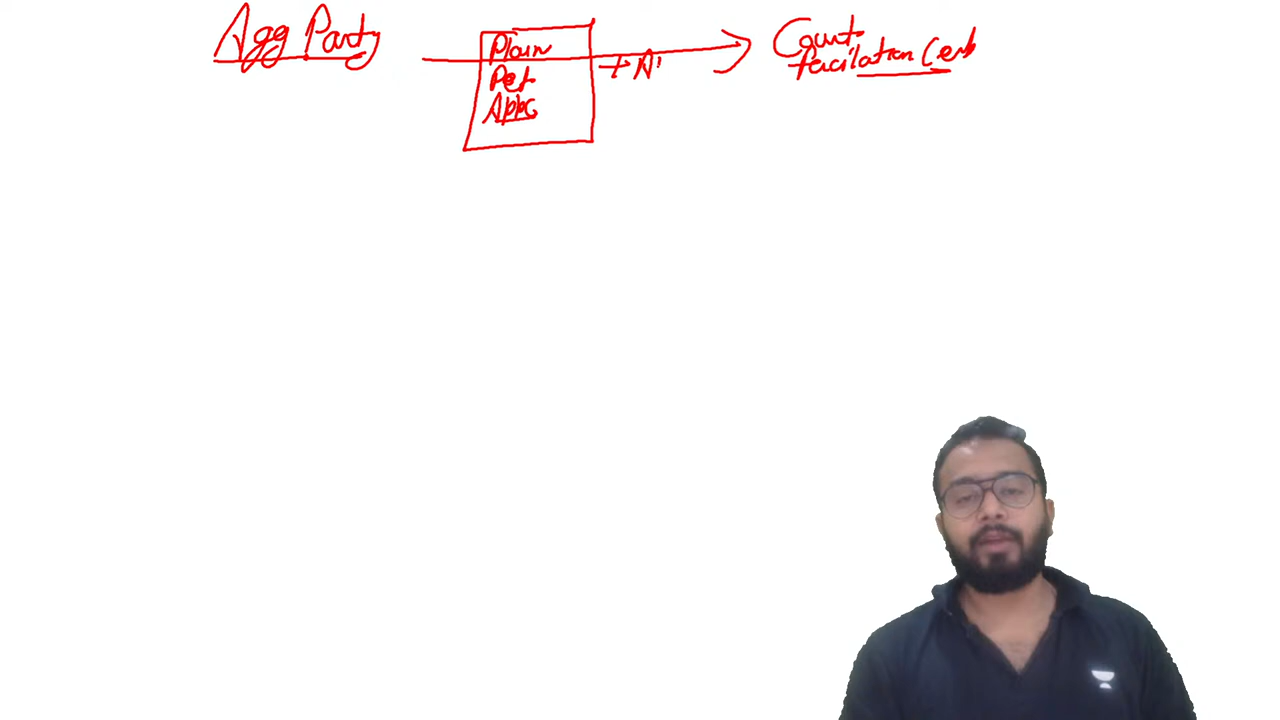 Agg Party
Plain
Pet
Appc
+ A'
Court
facilation Cent